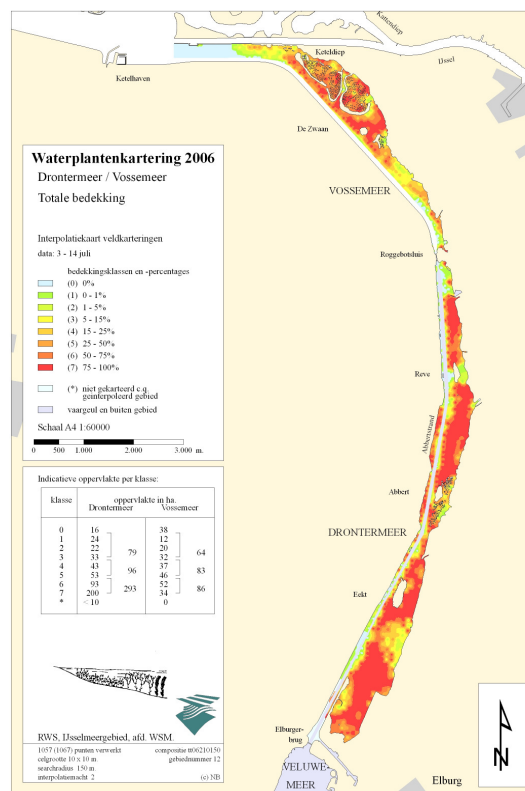 Kattendiep
IJssel
Keteldiep
Ketelhaven
De Zwaan
VOSSEMEER
Roggebotsluis
Reve
Abbertstrand
Abbert
DRONTERMEER
Eekt
Elburger-
brug
VELUWE-
MEER
Elburg
N
Waterplantenkartering 2006
Drontermeer / Vossemeer
Totale bedekking
Interpolatiekaart veldkarteringen
data: 3 - 14 juli
bedekkingsklassen en -percentages
(0) 0%
(1) 0 - 1%
(2) 1 - 5%
(3) 5 - 15%
(4) 15 - 25%
(5) 25 - 50%
(6) 50 - 75%
(7) 75 - 100%
(*) niet gekarteerd c.q.
geinterpoleerd gebied
vaargeul en buiten gebied
Schaal A4 1:60000
0 500 1.000 2.000 3.000 m.
Indicatieve oppervlakte per klasse:
klasse oppervlakte in ha.
Drontermeer Vossemeer
0 16 38
1 24 12
2 22 79 20 64
3 33 32
4 43 96 37 83
5 53 46
6 93 293 52 86
7 200 34
* < 10 0
RWS, IJsselmeergebied, afd. WSM.
1057 (1067) punten verwerkt compositie tt06210150
celgrootte 10 x 10 m. gebiednummer 12
searchradius 150 m.
interpolatiemacht 2 (c) NB